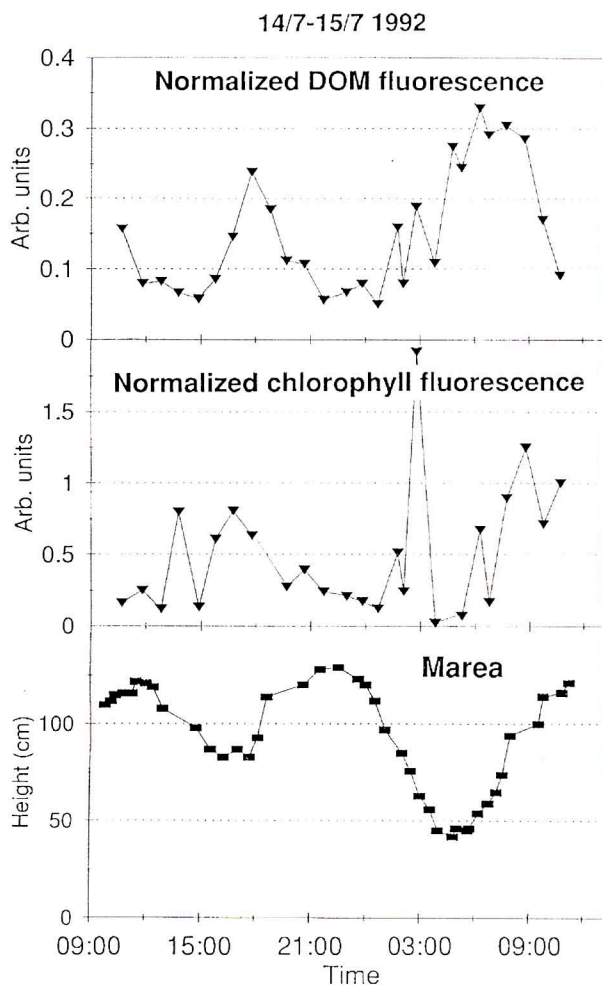 14/7-15/7 1992
Normalized DOM fluorescence
Arb. units
0.4
0.3
0.2
0.1
0
Normalized chlorophyll fluorescence
Arb. units
1.5
1
0.5
0
Marea
Height (cm)
100
50
0
09:00 15:00 21:00 03:00 09:00
Time